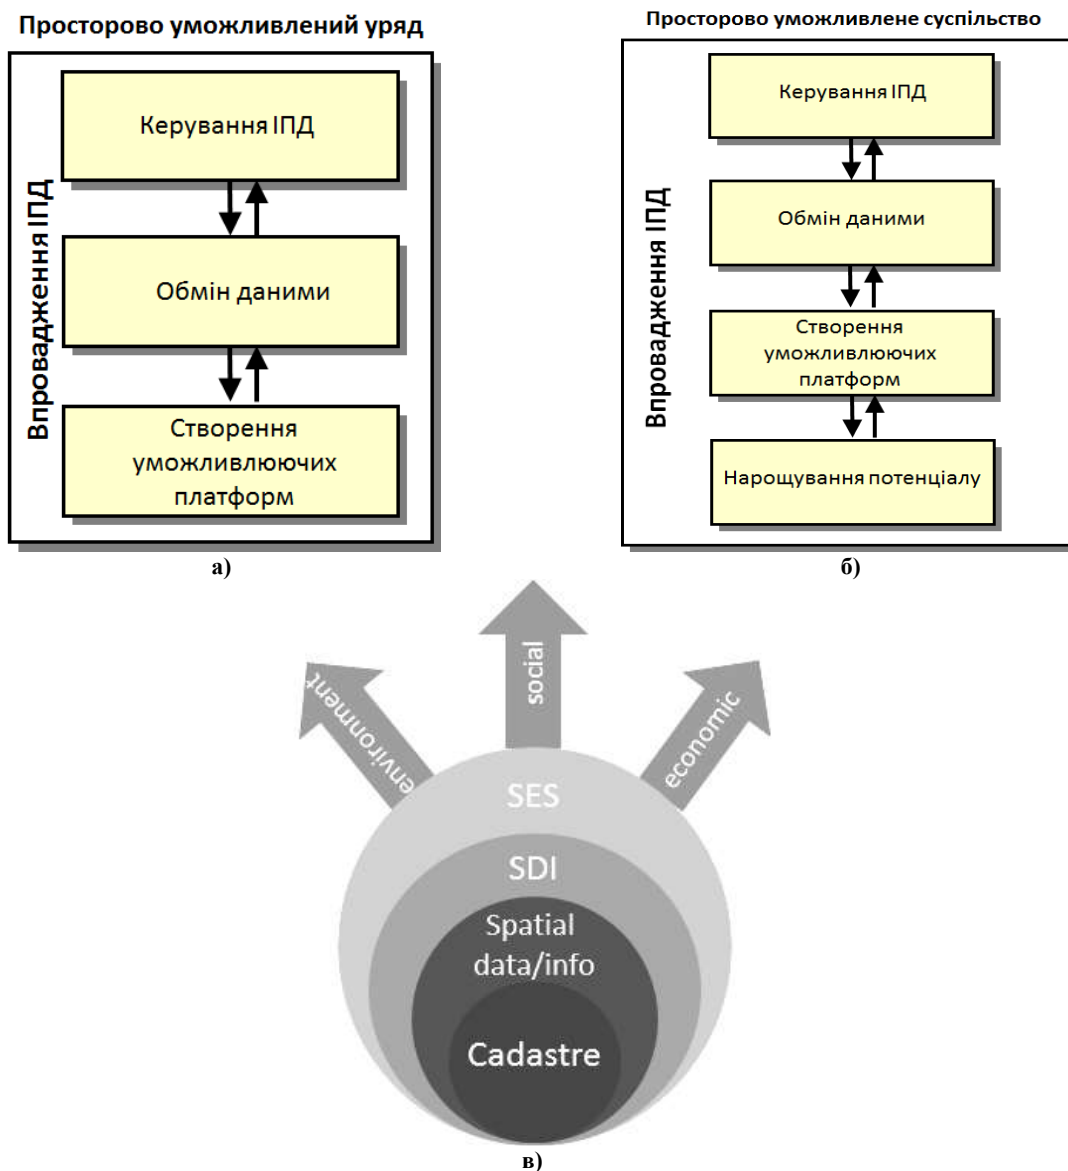 Просторово уможливлений уряд
Впровадження ІПД
Керування ІПД
Обмін даними
Створення
уможливлюючих
платформ
а)
Просторово уможливлене суспільство
Впровадження ІПД
Керування ІПД
Обмін даними
Створення
уможливлюючих
платформ
Нарощування потенціалу
б)
environment
social
economic
SES
SDI
Spatial
data/info
Cadastre
в)